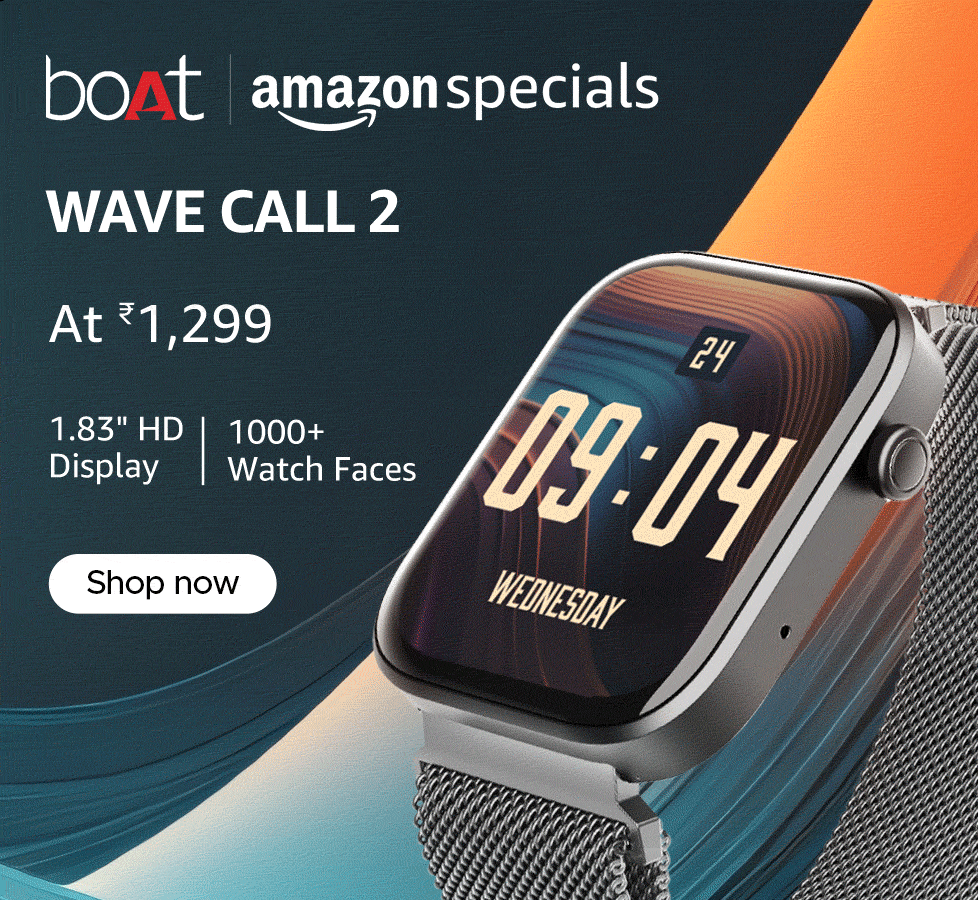 boAt | amazon specials
WAVE CALL 2
At ₹1,299
1.83" HD Display
1000+ Watch Faces
Shop now
24
09:04
WEDNESDAY